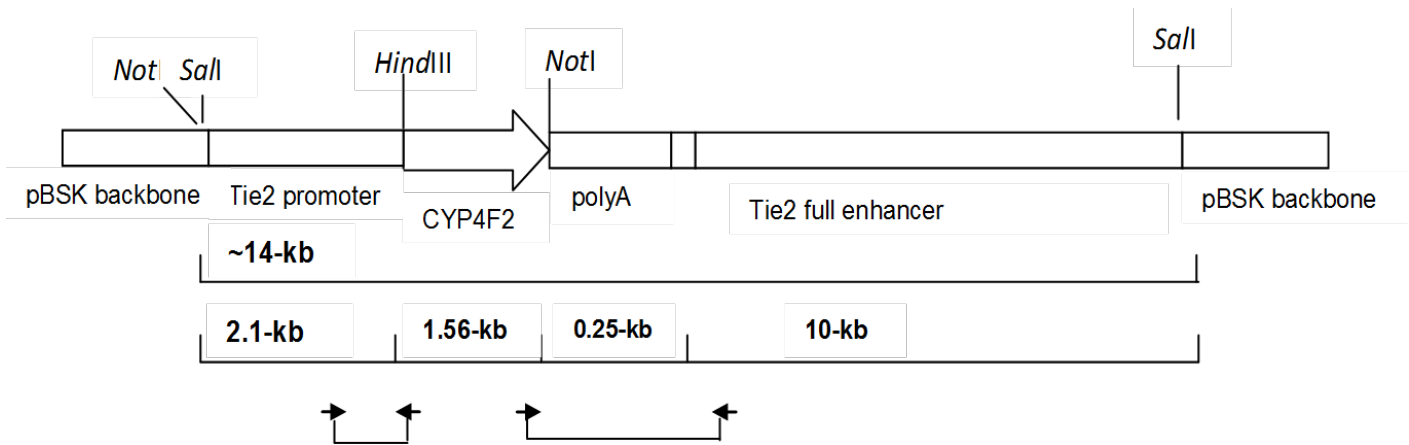 NotI SalI
HindIII
NotI
SalI
pBSK backbone
Tie2 promoter
CYP4F2
polyA
Tie2 full enhancer
pBSK backbone
~14-kb
2.1-kb
1.56-kb
0.25-kb
10-kb